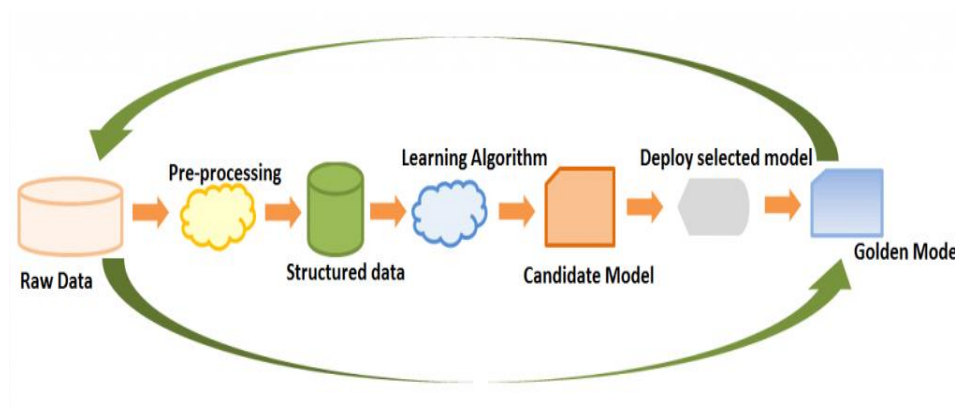 Pre-processing
Learning Algorithm
Deploy selected model
Raw Data
Structured data
Candidate Model
Golden Mode